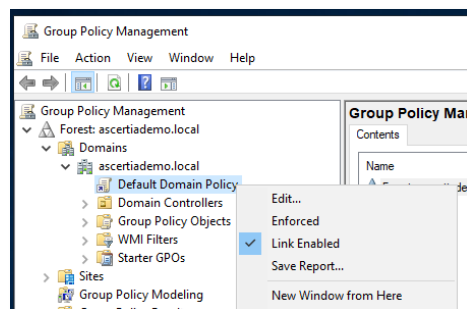 Group Policy Management
File Action View Window Help
Group Policy Management
Forest: ascertiademo.local
Domains
ascertiademo.local
Default Domain Policy
Domain Controllers
Group Policy Objects
WMI Filters
Starter GPOs
Sites
Group Policy Modeling
Group Policy Ma
Contents
Name
Edit...
Enforced
Link Enabled
Save Report...
New Window from Here